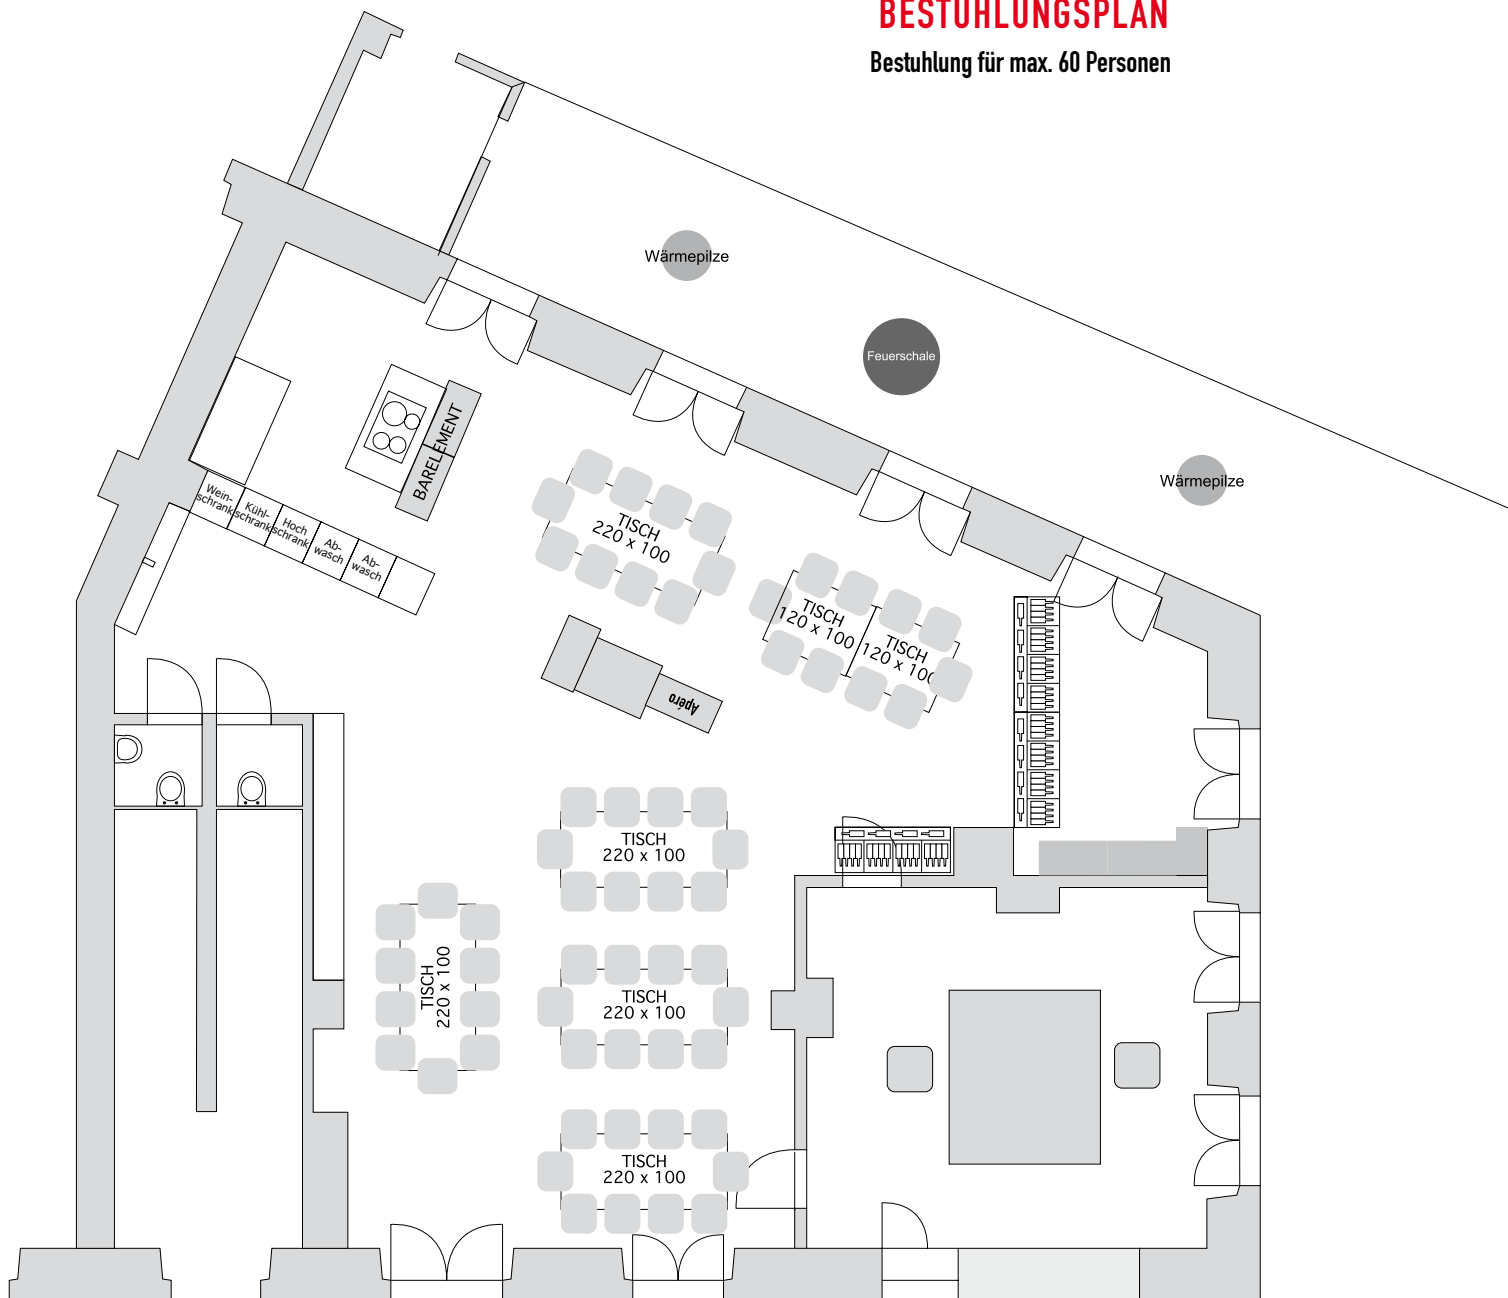 BESTUHLUNGSPLAN
Bestuhlung für max. 60 Personen
Wärmepilze
Feuerschale
Wärmepilze
BARELEMENT
Wein-
schrank
Kühl-
schrank
Hoch
schrank
Ab-
wasch
Ab-
wasch
TISCH
220 x 100
TISCH
120 x 100
TISCH
120 x 100
Apéro
TISCH
220 x 100
TISCH
220 x 100
TISCH
220 x 100
TISCH
220 x 100